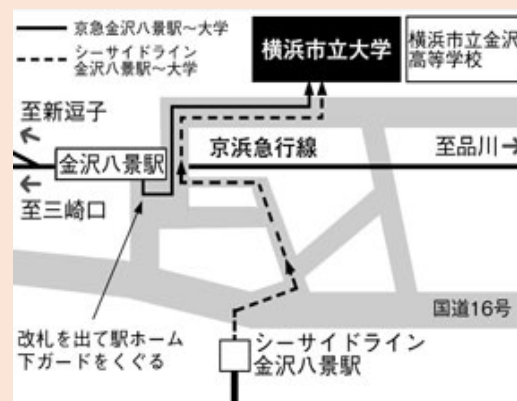 京急金沢八景駅〜大学
シーサイドライン
金沢八景駅〜大学
横浜市立大学
横浜市立金沢
高等学校
至新逗子
京浜急行線
至品川
金沢八景駅
至三崎口
国道16号
改札を出て駅ホーム
下ガードをくぐる
シーサイドライン
金沢八景駅